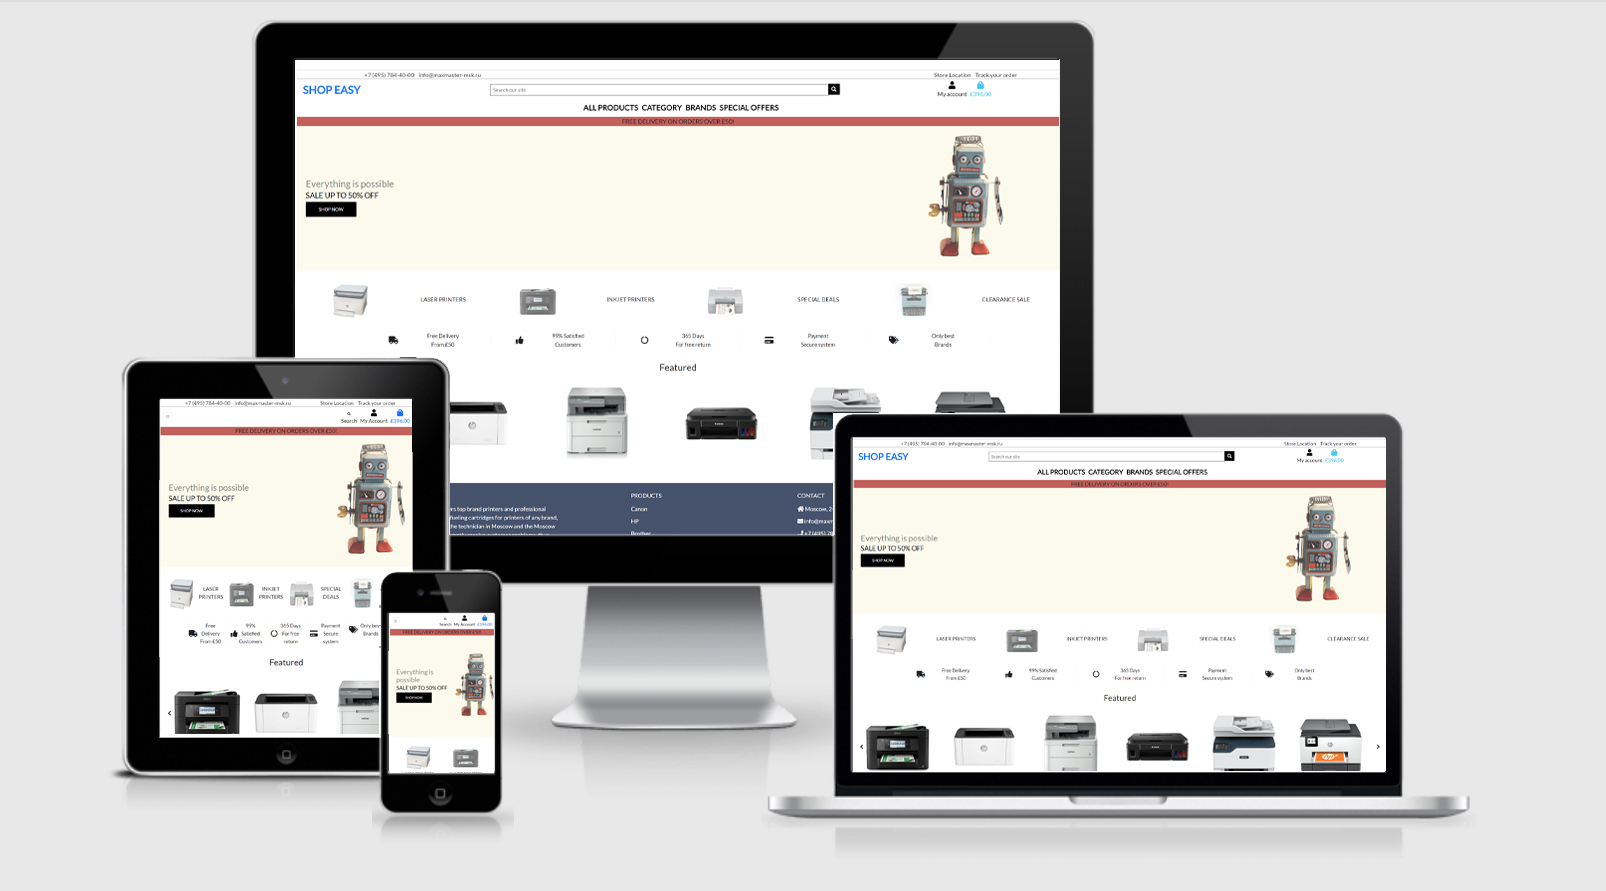 +7 (495) 784-40-00 info@maxmaster-msk.ru Store Location Track your order
SHOP EASY
Search our site
My account £396.00
ALL PRODUCTS CATEGORY BRANDS SPECIAL OFFERS
FREE DELIVERY ON ORDERS OVER £50!
Everything is possible
SALE UP TO 50% OFF
SHOP NOW
LASER PRINTERS INKJET PRINTERS SPECIAL DEALS CLEARANCE SALE
Free Delivery 99% Satisfied 365 Days Payment Only best
From £50 Customers For free return Secure system Brands
Featured
PRODUCTS CONTACT
rs top brand printers and professional Canon Moscow, 2
fueling cartridges for printers of any brand, HP info@maxm
the technician in Moscow and the Moscow Brother +7 (495) 78
+7 (495) 784-40-00 info@maxmaster-msk.ru Store Location Track your order
Search My Account £396.00
FREE DELIVERY ON ORDERS OVER £50!
Everything is possible
SALE UP TO 50% OFF
SHOP NOW
LASER INKJET SPECIAL
PRINTERS PRINTERS DEALS
Free 99% 365 Days Payment Only best
Delivery Satisfied For free Secure Brands
From £50 Customers return system
Featured
Search My Account £396.00
FREE DELIVERY ON ORDERS OVER £50!
Everything is
possible
SALE UP TO 50% OFF
SHOP NOW
+7 (495) 784-40-00 info@maxmaster-msk.ru Store Location Track your order
SHOP EASY
Search our site
My account £396.00
ALL PRODUCTS CATEGORY BRANDS SPECIAL OFFERS
FREE DELIVERY ON ORDERS OVER £50!
Everything is possible
SALE UP TO 50% OFF
SHOP NOW
LASER PRINTERS INKJET PRINTERS SPECIAL DEALS CLEARANCE SALE
Free Delivery 99% Satisfied 365 Days Payment Only best
From £50 Customers For free return Secure system Brands
Featured